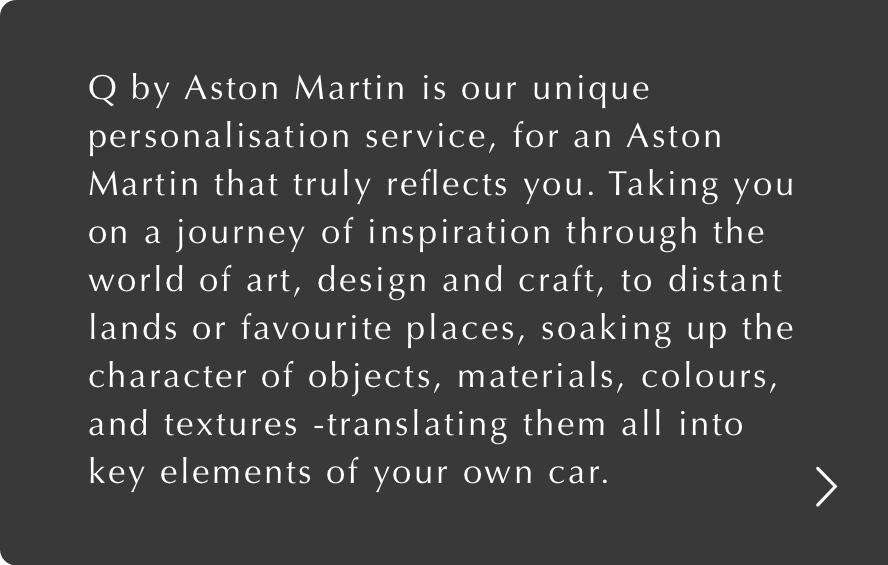 Q by Aston Martin is our unique
personalisation service, for an Aston
Martin that truly reflects you. Taking you
on a journey of inspiration through the
world of art, design and craft, to distant
lands or favourite places, soaking up the
character of objects, materials, colours,
and textures -translating them all into
key elements of your own car.